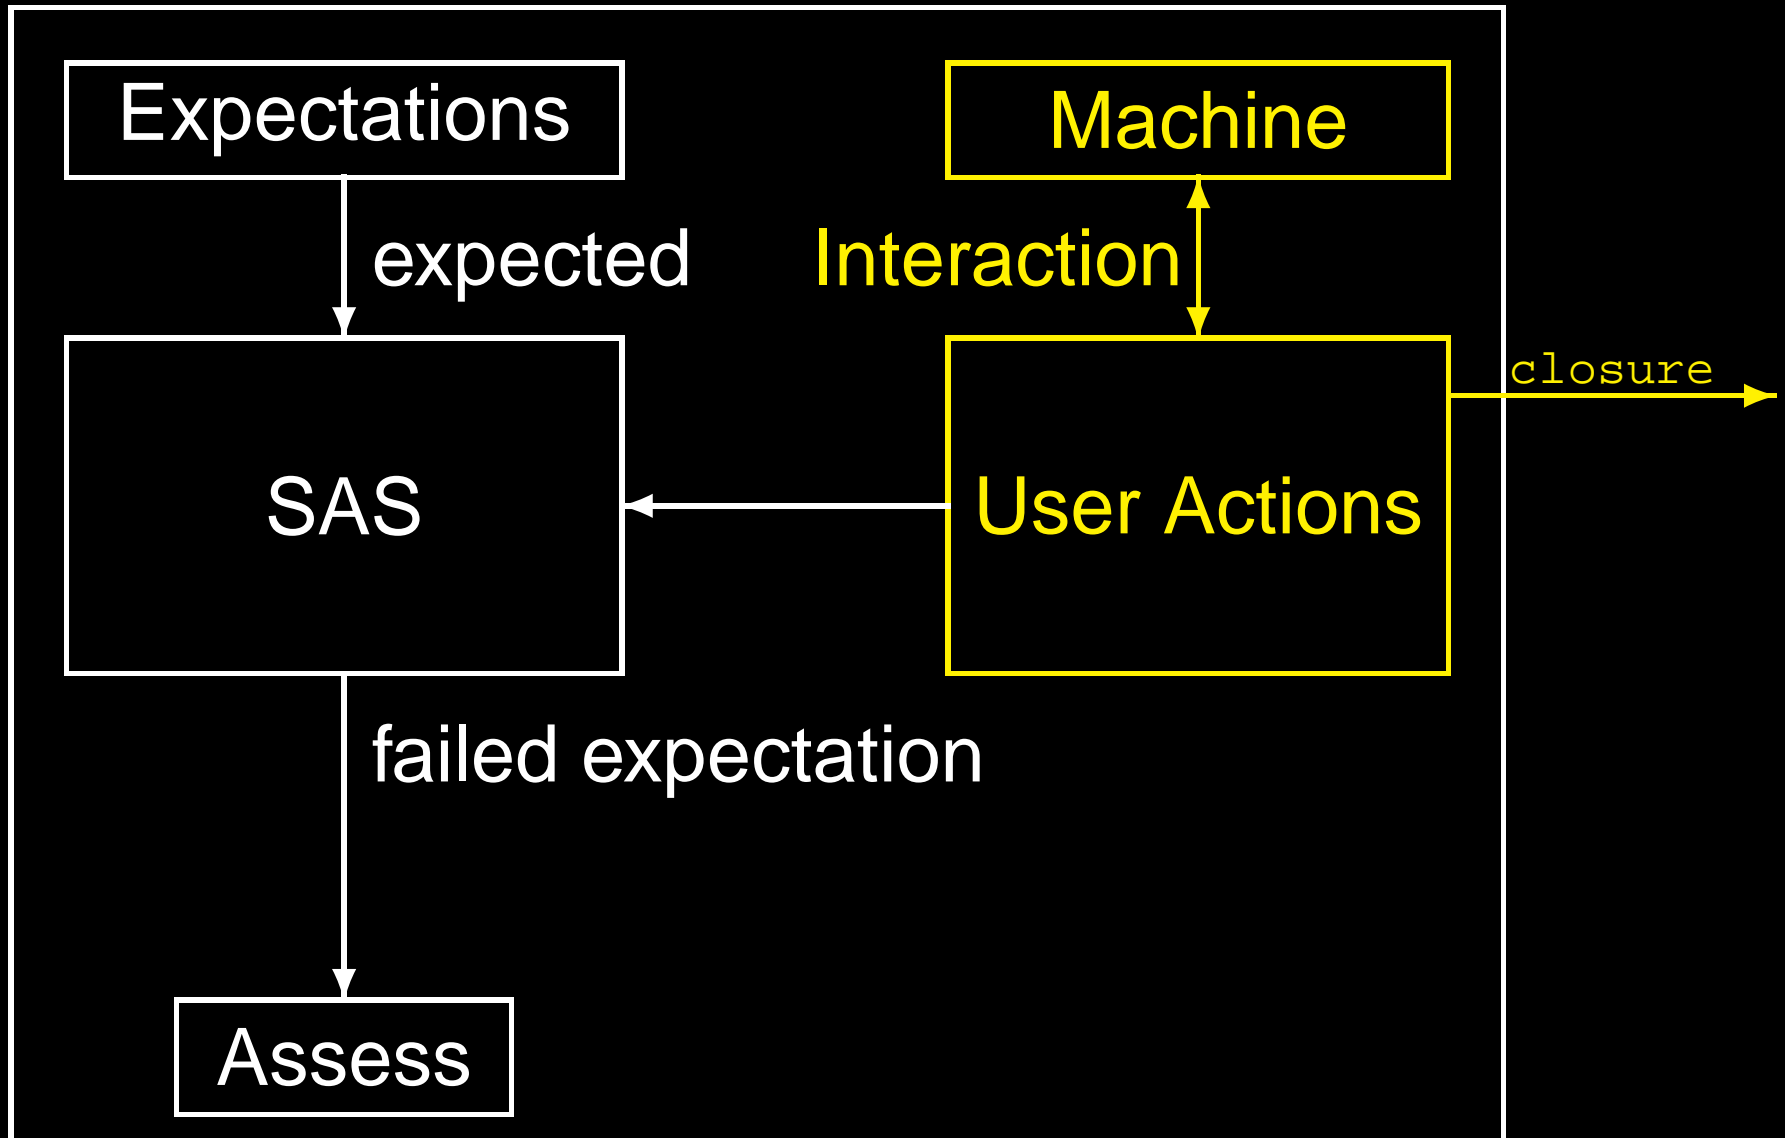 Expectations
Machine
expected
Interaction
closure
SAS
User Actions
failed expectation
Assess